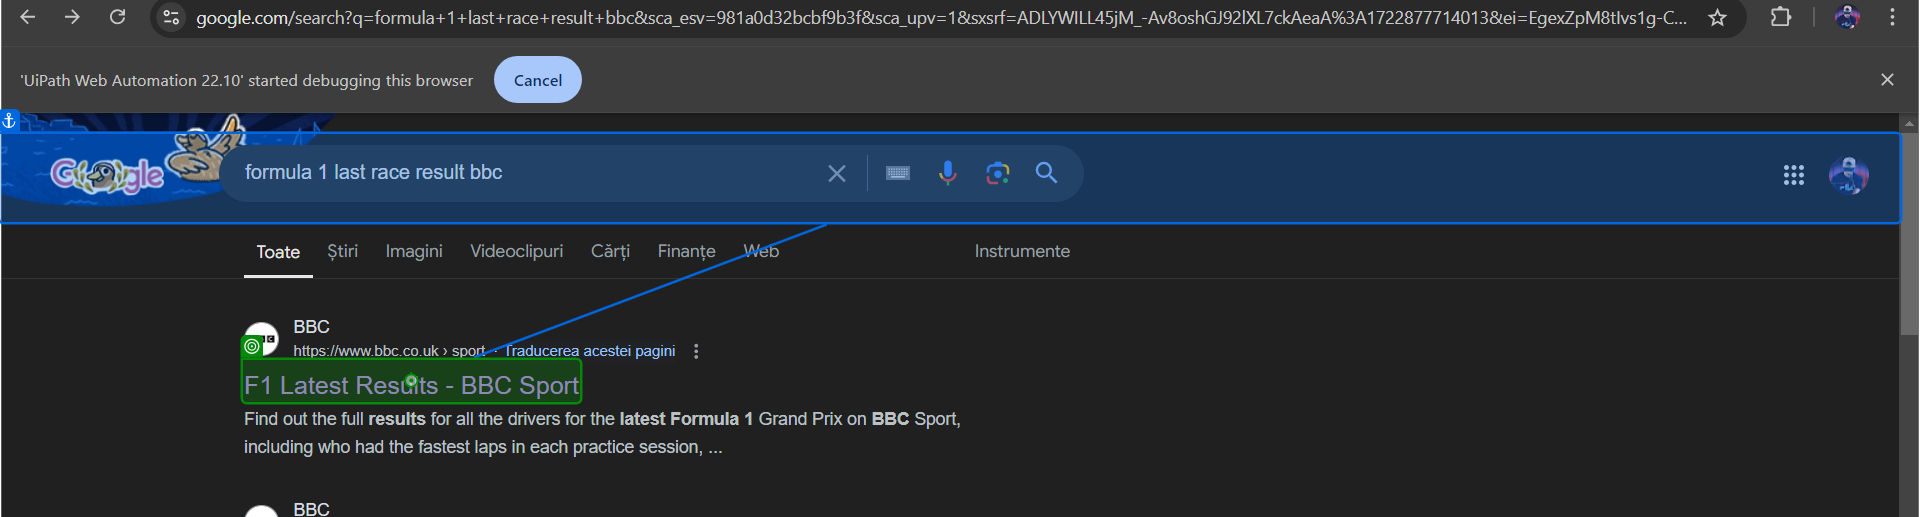 google.com/search?q=formula+1+last+race+result+bbc&sca_esv=981a0d32bcbf9b3f&sca_upv=1&sxsrf=ADLYWILL45jM_-Av8oshGJ92lXL7ckAeaA%3A1722877714013&ei=EgexZpM8tIvs1g-C...
'UiPath Web Automation 22.10' started debugging this browser Cancel
Google formula 1 last race result bbc
Toate Știri Imagini Videoclipuri Cărți Finanțe Web Instrumente
BBC
https://www.bbc.co.uk › sport · Traducerea acestei pagini
F1 Latest Results - BBC Sport
Find out the full results for all the drivers for the latest Formula 1 Grand Prix on BBC Sport,
including who had the fastest laps in each practice session, ...
BBC